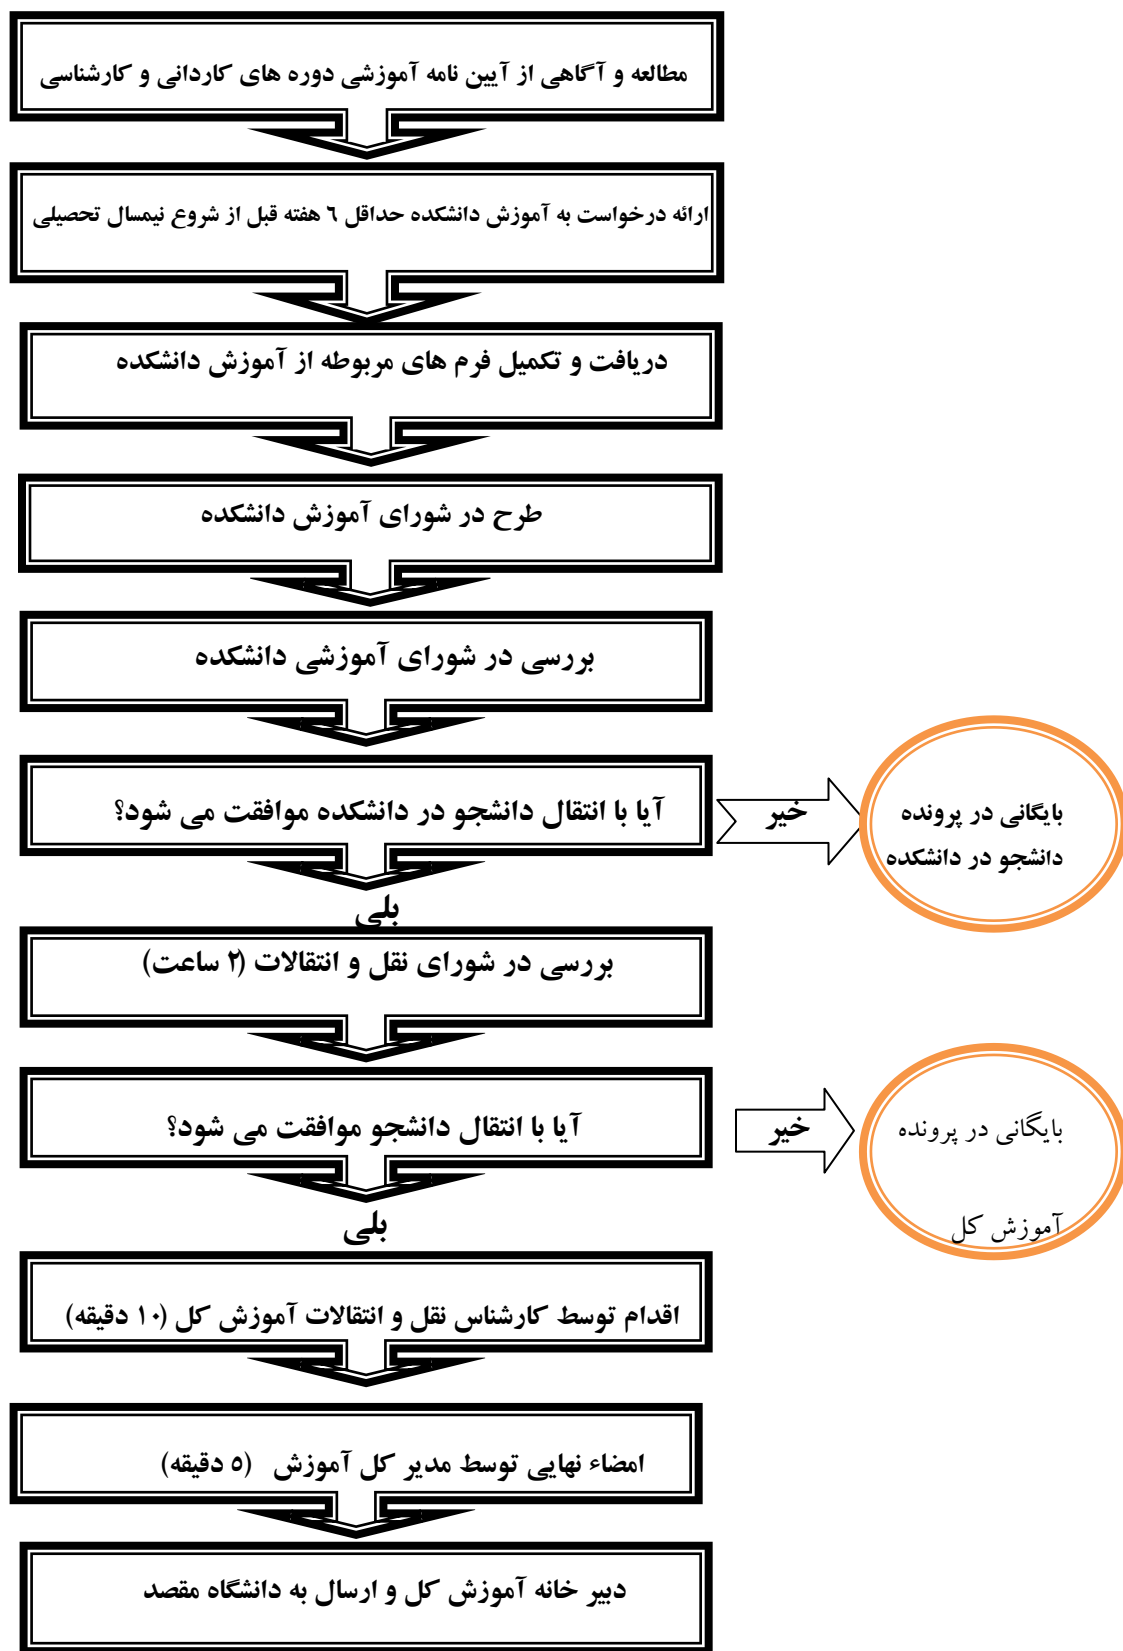 مطالعه و آگاهی از آیین نامه آموزشی دوره های کاردانی و کارشناسی
ارائه درخواست به آموزش دانشکده حداقل ٦ هفته قبل از شروع نیمسال تحصیلی
دریافت و تکمیل فرم های مربوطه از آموزش دانشکده
طرح در شورای آموزش دانشکده
بررسی در شورای آموزشی دانشکده
آیا با انتقال دانشجو در دانشکده موافقت می شود؟
خیر
بایگانی در پرونده
دانشجو در دانشکده
بلی
بررسی در شورای نقل و انتقالات (۲ ساعت)
آیا با انتقال دانشجو موافقت می شود؟
خیر
بایگانی در پرونده
آموزش کل
بلی
اقدام توسط کارشناس نقل و انتقالات آموزش کل (۱۰ دقیقه)
امضاء نهایی توسط مدیر کل آموزش (٥ دقیقه)
دبیر خانه آموزش کل و ارسال به دانشگاه مقصد